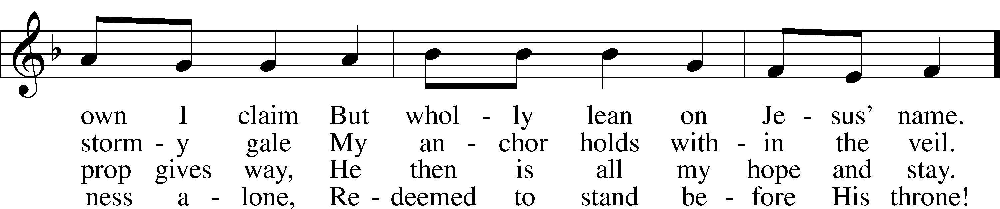 own I claim But whol - ly lean on Je - sus’ name.
storm - y gale My an - chor holds with - in the veil.
prop gives way, He then is all my hope and stay.
ness a - lone, Re - deemed to stand be - fore His throne!